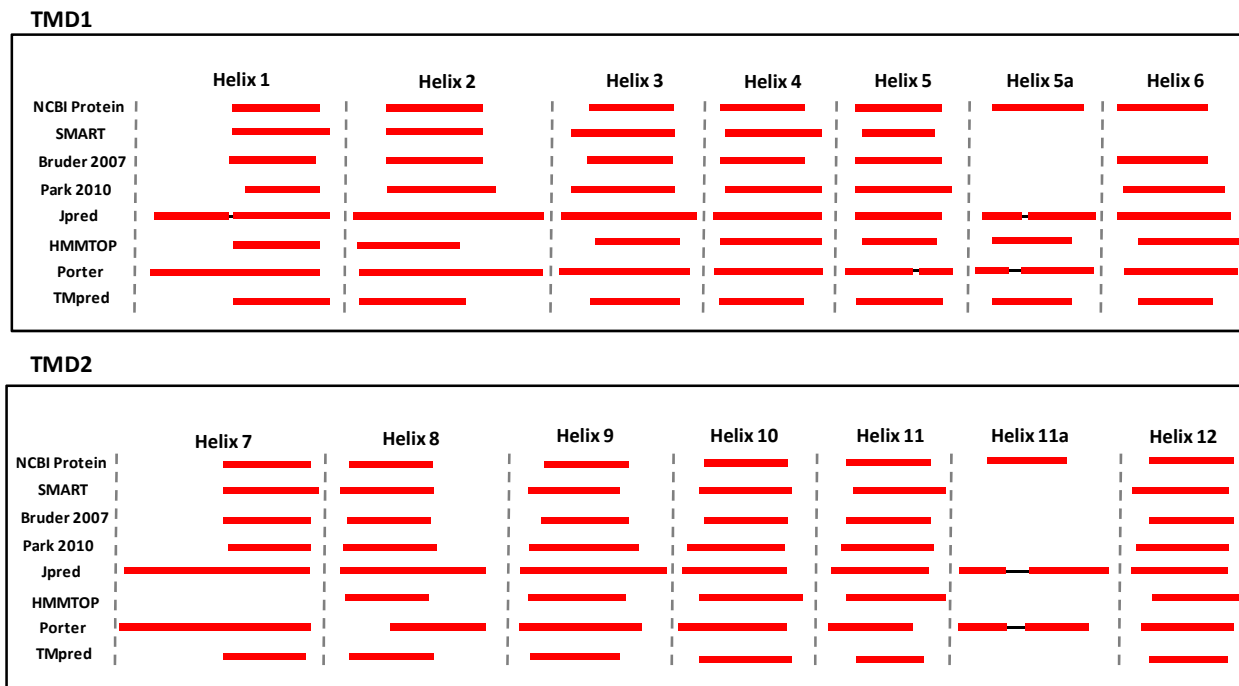 TMD1
Helix 1 Helix 2 Helix 3 Helix 4 Helix 5 Helix 5a Helix 6
NCBI Protein
SMART
Bruder 2007
Park 2010
Jpred
HMMTOP
Porter
TMpred
TMD2
Helix 7 Helix 8 Helix 9 Helix 10 Helix 11 Helix 11a Helix 12
NCBI Protein
SMART
Bruder 2007
Park 2010
Jpred
HMMTOP
Porter
TMpred